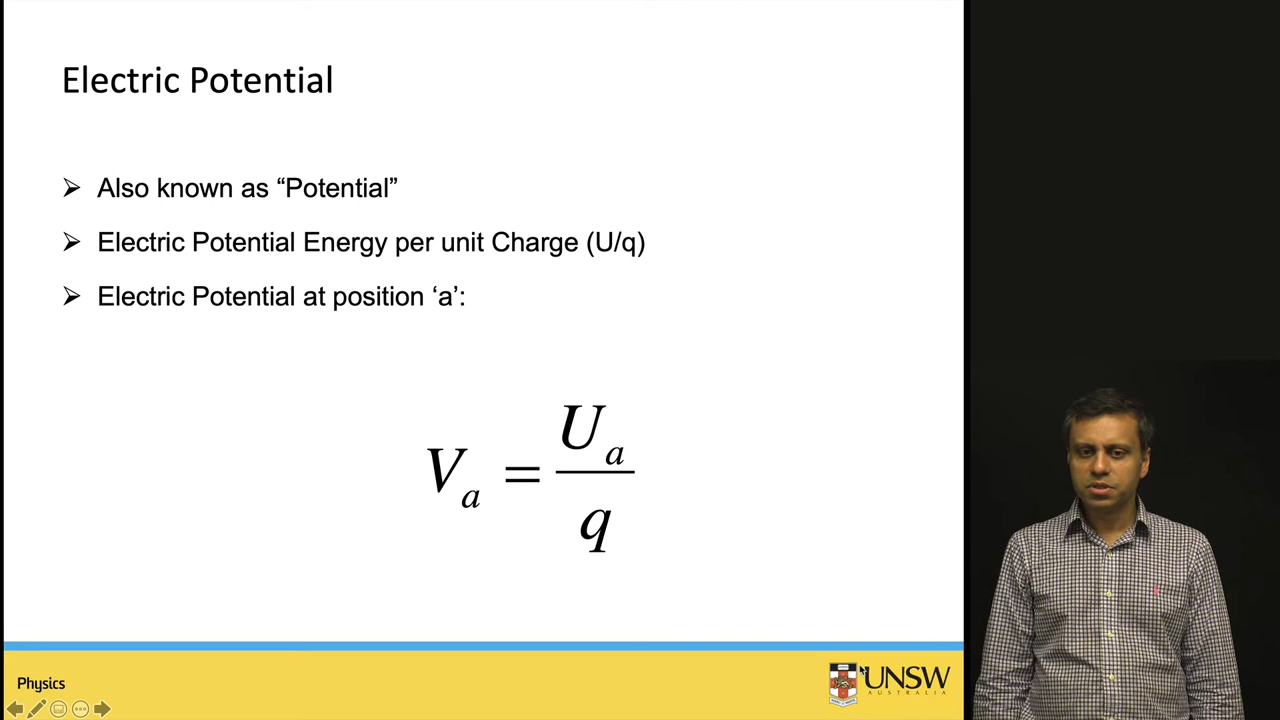 Electric Potential
➢ Also known as “Potential”
➢ Electric Potential Energy per unit Charge (U/q)
➢ Electric Potential at position ‘a’:
V_a = U_a / q
Physics
UNSW
AUSTRALIA